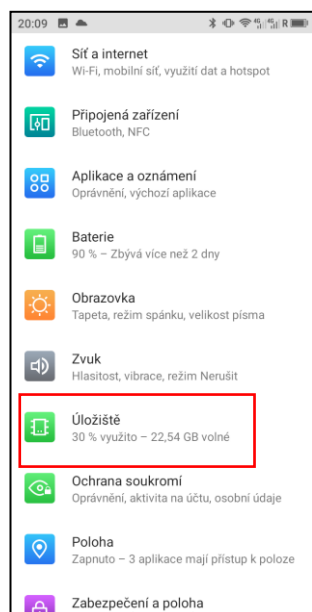 20:09 R
Síť a internet
Wi-Fi, mobilní síť, využití dat a hotspot
Připojená zařízení
Bluetooth, NFC
Aplikace a oznámení
Oprávnění, výchozí aplikace
Baterie
90 % – Zbývá více než 2 dny
Obrazovka
Tapeta, režim spánku, velikost písma
Zvuk
Hlasitost, vibrace, režim Nerušit
Úložiště
30 % využito – 22,54 GB volné
Ochrana soukromí
Oprávnění, aktivita na účtu, osobní údaje
Poloha
Zapnuto – 3 aplikace mají přístup k poloze
Zabezpečení a poloha